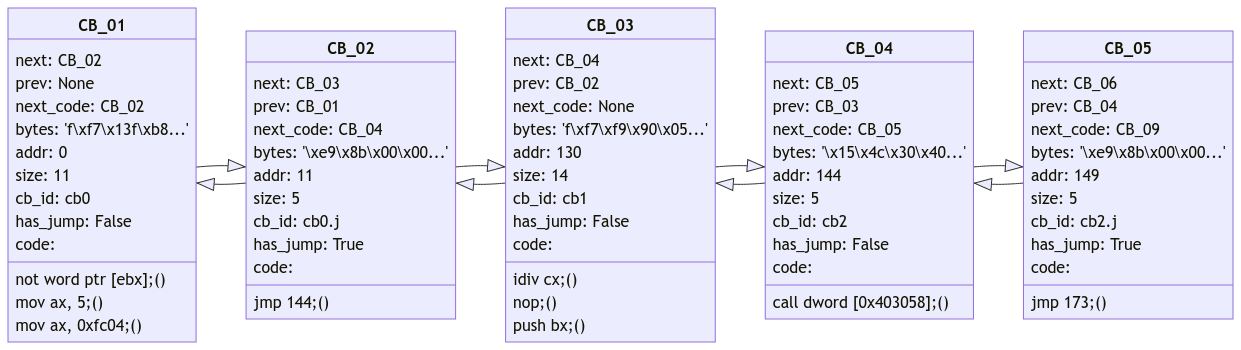 CB_01
next: CB_02
prev: None
next_code: CB_02
bytes: 'f\xf7\x13f\xb8...'
addr: 0
size: 11
cb_id: cb0
has_jump: False
code:
not word ptr [ebx];()
mov ax, 5;()
mov ax, 0xfc04;()
CB_02
next: CB_03
prev: CB_01
next_code: CB_04
bytes: '\xe9\x8b\x00\x00...'
addr: 11
size: 5
cb_id: cb0.j
has_jump: True
code:
jmp 144;()
CB_03
next: CB_04
prev: CB_02
next_code: None
bytes: 'f\xf7\xf9\x90\x05...'
addr: 130
size: 14
cb_id: cb1
has_jump: False
code:
idiv cx;()
nop;()
push bx;()
CB_04
next: CB_05
prev: CB_03
next_code: CB_05
bytes: '\x15\x4c\x30\x40...'
addr: 144
size: 5
cb_id: cb2
has_jump: False
code:
call dword [0x403058];()
CB_05
next: CB_06
prev: CB_04
next_code: CB_09
bytes: '\xe9\x8b\x00\x00...'
addr: 149
size: 5
cb_id: cb2.j
has_jump: True
code:
jmp 173;()